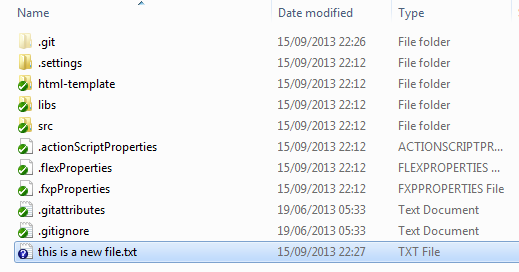 Name Date modified Type
.git 15/09/2013 22:26 File folder
.settings 15/09/2013 22:12 File folder
html-template 15/09/2013 22:12 File folder
libs 15/09/2013 22:12 File folder
src 15/09/2013 22:12 File folder
.actionScriptProperties 15/09/2013 22:12 ACTIONSCRIPTPR...
.flexProperties 15/09/2013 22:12 FLEXPROPERTIES ...
.fxpProperties 15/09/2013 22:12 FXPPROPERTIES File
.gitattributes 19/06/2013 05:33 Text Document
.gitignore 19/06/2013 05:33 Text Document
this is a new file.txt 15/09/2013 22:27 TXT File